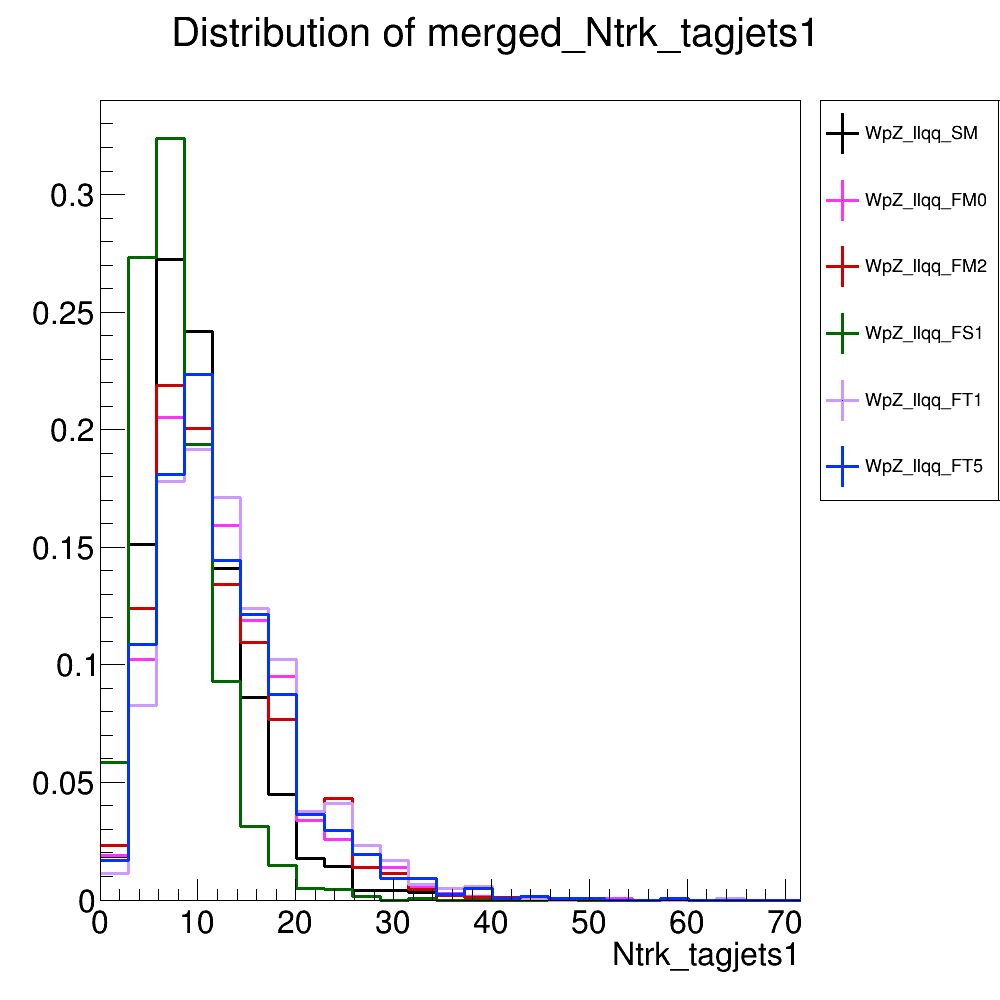 Distribution of merged_Ntrk_tagjets1
WpZ_llqq_SM
WpZ_llqq_FM0
WpZ_llqq_FM2
WpZ_llqq_FS1
WpZ_llqq_FT1
WpZ_llqq_FT5
0.3
0.25
0.2
0.15
0.1
0.05
0
0 10 20 30 40 50 60 70
Ntrk_tagjets1